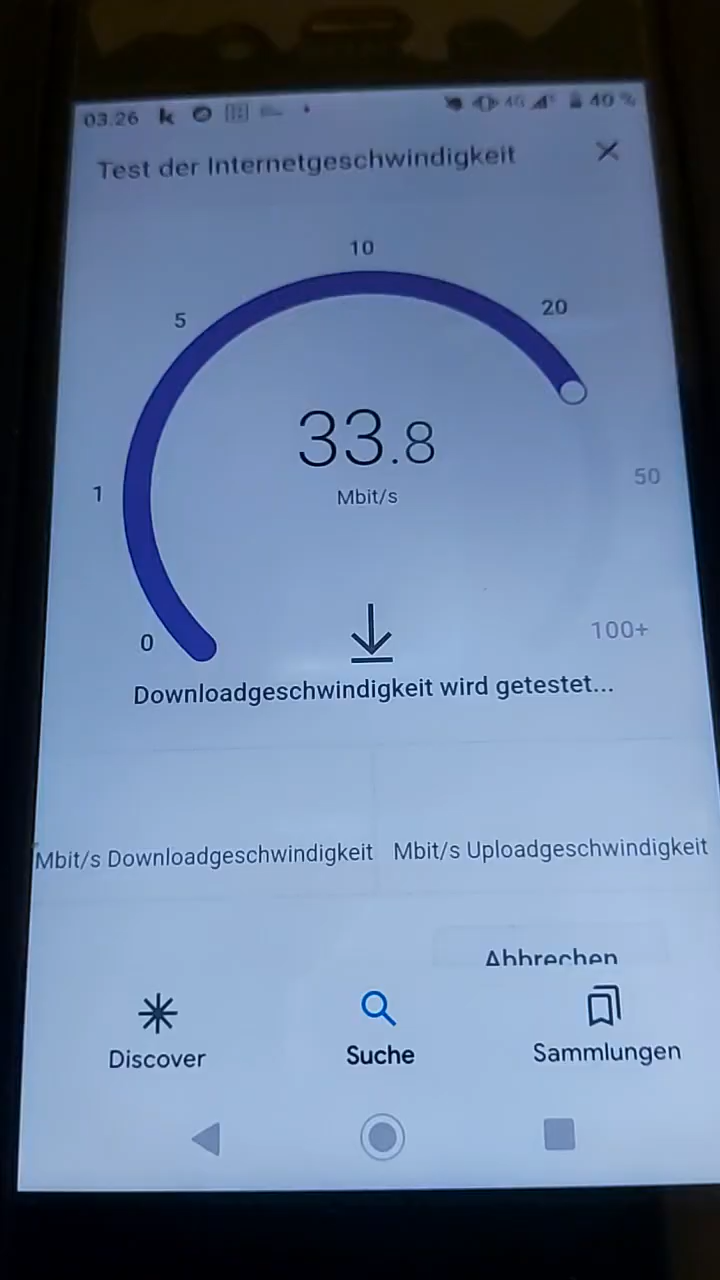 03.26 k 4G 40 %
Test der Internetgeschwindigkeit
10
5
20
33.8
1
50
Mbit/s
0
100+
Downloadgeschwindigkeit wird getestet...
Mbit/s Downloadgeschwindigkeit
Mbit/s Uploadgeschwindigkeit
Abbrechen
Discover
Suche
Sammlungen